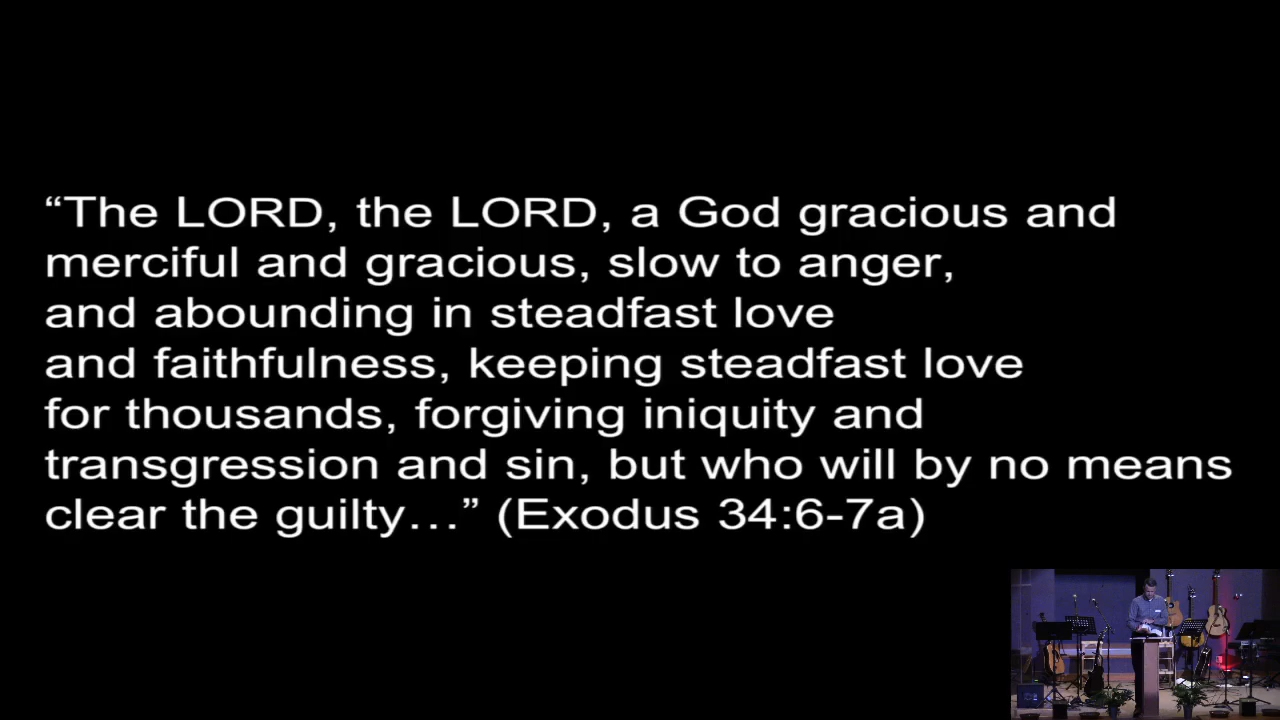 “The LORD, the LORD, a God gracious and
merciful and gracious, slow to anger,
and abounding in steadfast love
and faithfulness, keeping steadfast love
for thousands, forgiving iniquity and
transgression and sin, but who will by no means
clear the guilty…” (Exodus 34:6-7a)